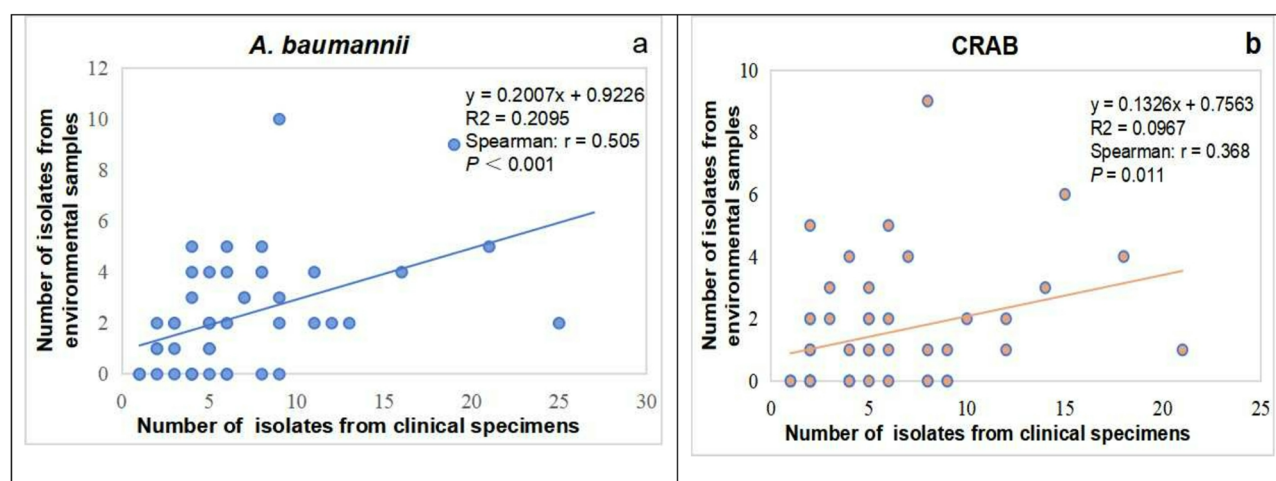 A. baumannii
a
12
10
8
6
4
2
0
0
5
10
15
20
25
30
y = 0.2007x + 0.9226
R2 = 0.2095
Spearman: r = 0.505
P < 0.001
Number of isolates from
environmental samples
Number of isolates from clinical specimens
CRAB
b
10
8
6
4
2
0
0
5
10
15
20
25
y = 0.1326x + 0.7563
R2 = 0.0967
Spearman: r = 0.368
P = 0.011
Number of isolates from
environmental samples
Number of isolates from clinical specimens